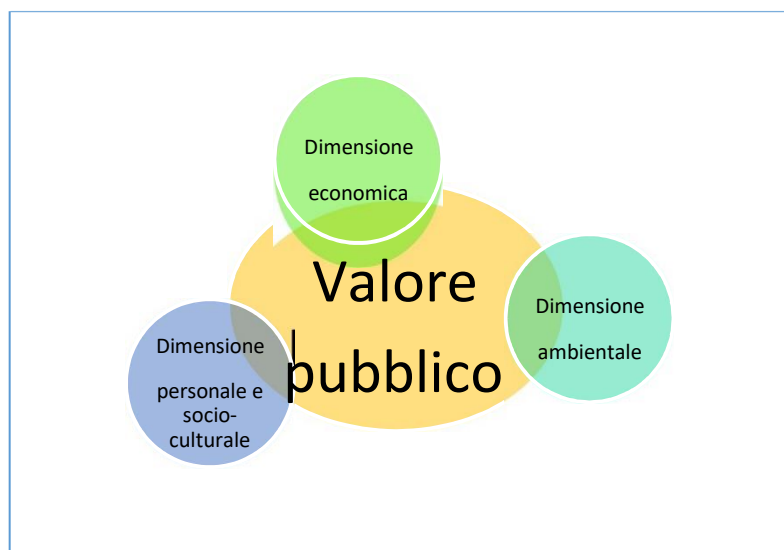 Dimensione
economica
Valore
pubblico
Dimensione
ambientale
Dimensione
personale e
socio-
culturale